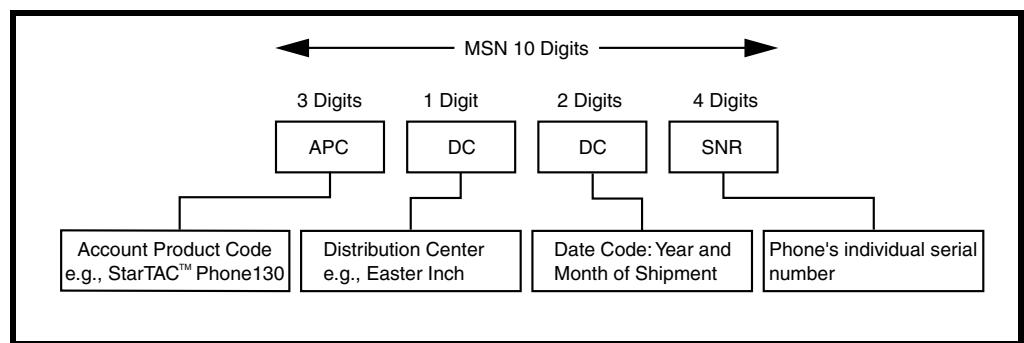 MSN 10 Digits
3 Digits
1 Digit
2 Digits
4 Digits
APC
DC
DC
SNR
Account Product Code
e.g., StarTAC™ Phone130
Distribution Center
e.g., Easter Inch
Date Code: Year and
Month of Shipment
Phone's individual serial
number